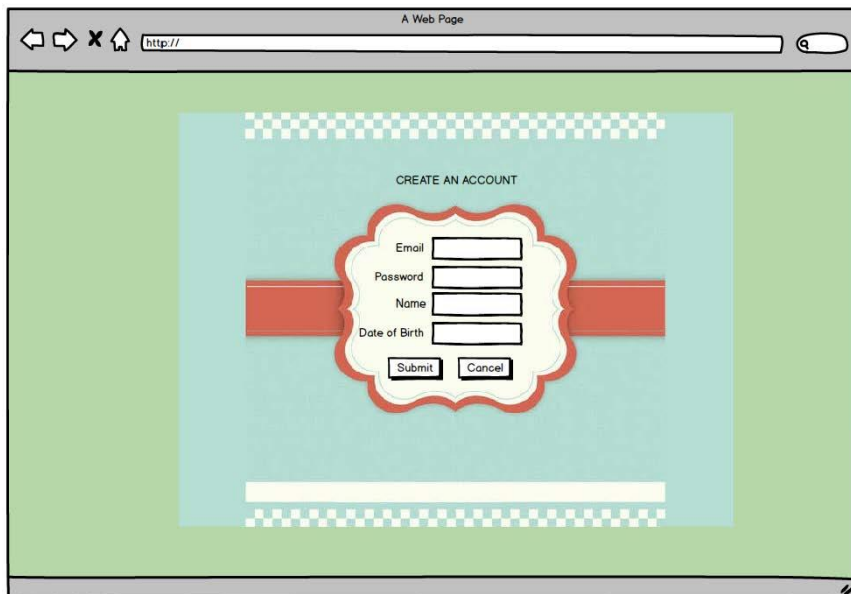 A Web Page
http://
CREATE AN ACCOUNT
Email
Password
Name
Date of Birth
Submit Cancel